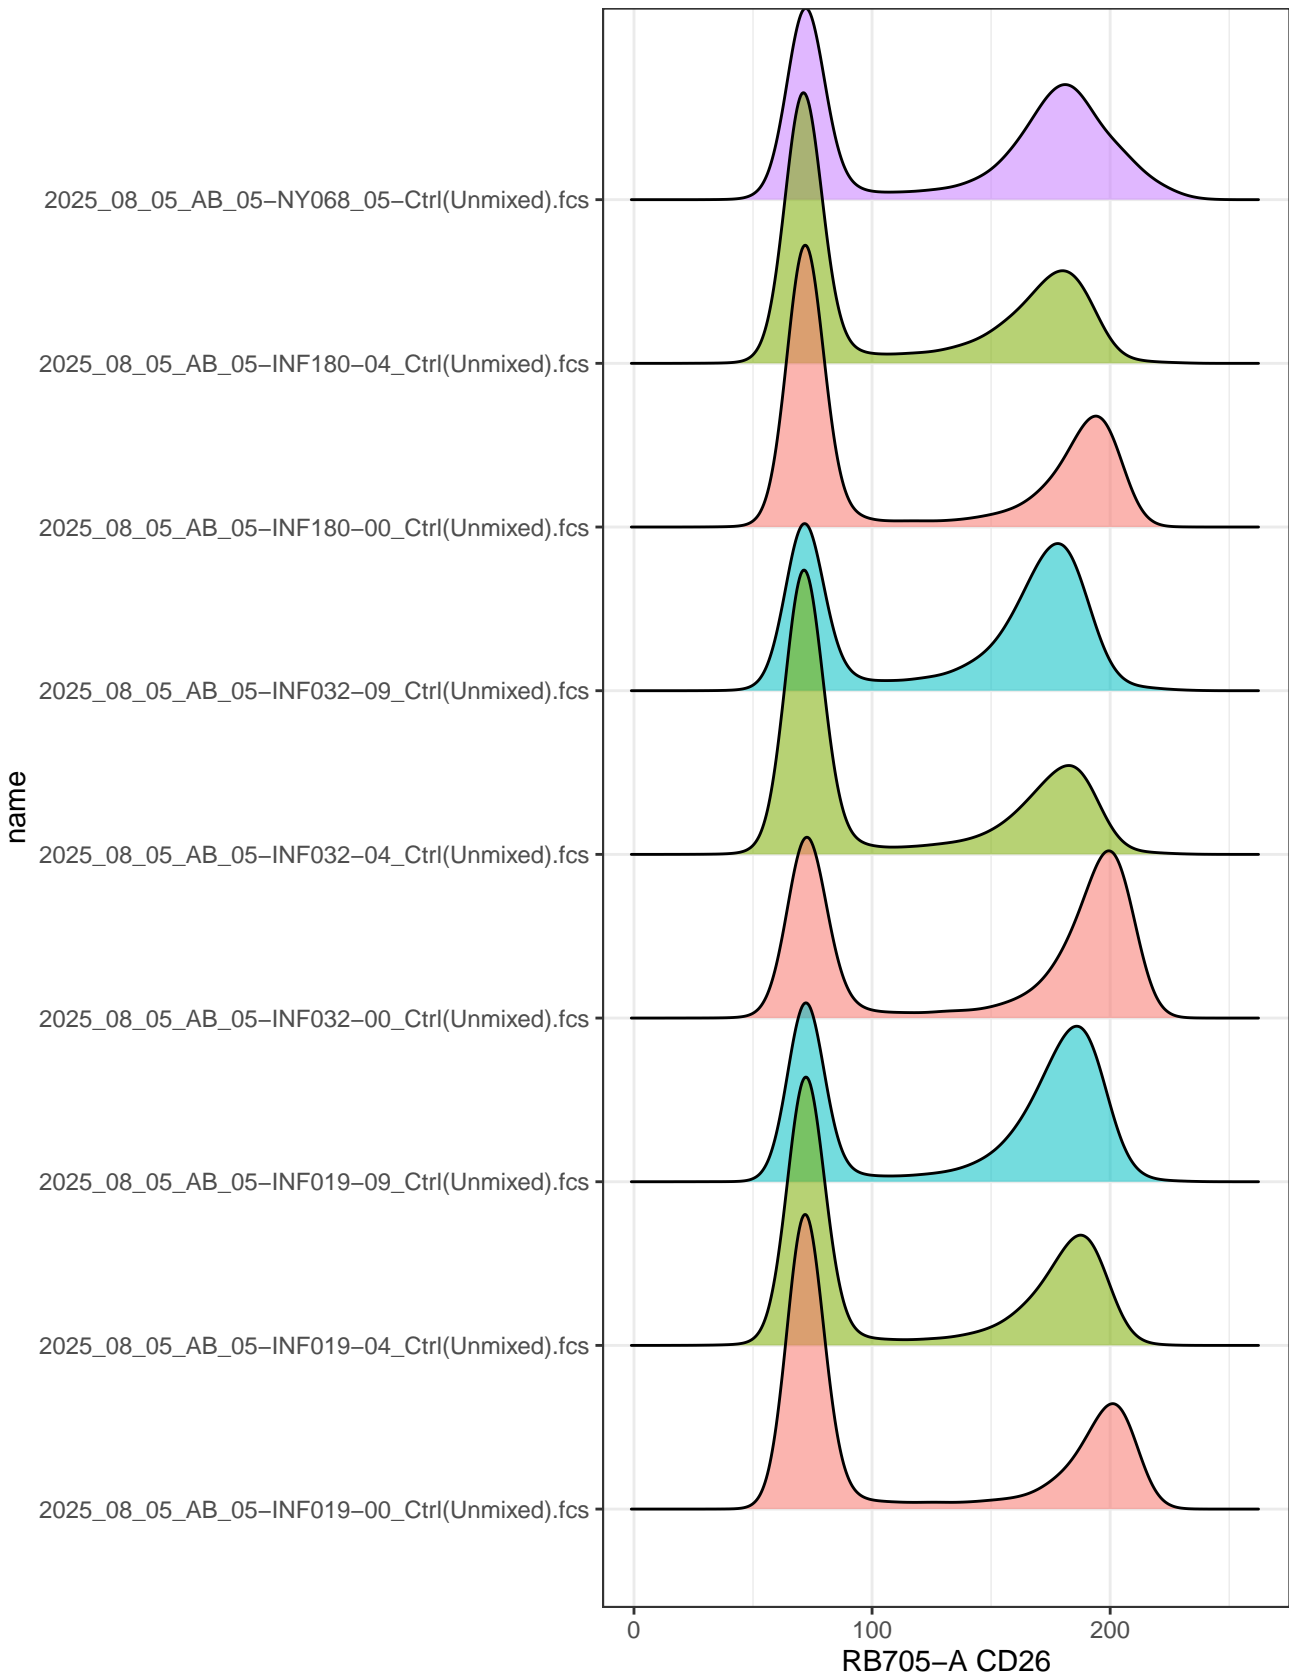 2025_08_05_AB_05−NY068_05−Ctrl(Unmixed).fcs
2025_08_05_AB_05−INF180−04_Ctrl(Unmixed).fcs
2025_08_05_AB_05−INF180−00_Ctrl(Unmixed).fcs
2025_08_05_AB_05−INF032−09_Ctrl(Unmixed).fcs
name
2025_08_05_AB_05−INF032−04_Ctrl(Unmixed).fcs
2025_08_05_AB_05−INF032−00_Ctrl(Unmixed).fcs
2025_08_05_AB_05−INF019−09_Ctrl(Unmixed).fcs
2025_08_05_AB_05−INF019−04_Ctrl(Unmixed).fcs
2025_08_05_AB_05−INF019−00_Ctrl(Unmixed).fcs
0 100 200
RB705−A CD26